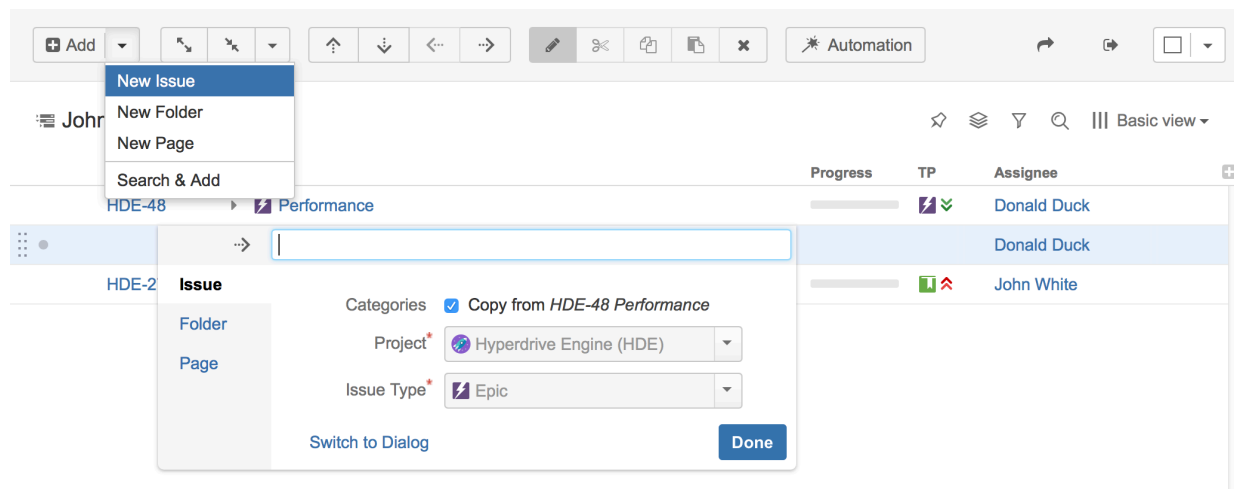 Add
Automation
New Issue
New Folder
New Page
Search & Add
John
Basic view
Progress TP Assignee
HDE-48 Performance Donald Duck
Donald Duck
HDE-2 John White
Issue
Folder
Page
Categories Copy from HDE-48 Performance
Project* Hyperdrive Engine (HDE)
Issue Type* Epic
Switch to Dialog Done